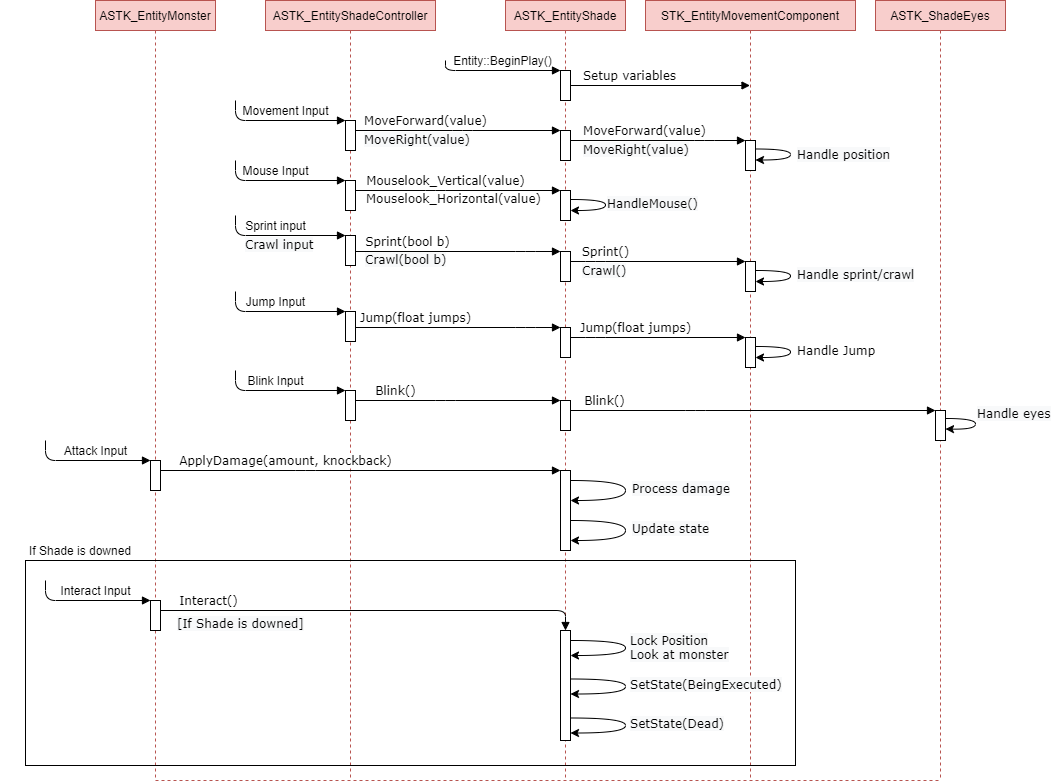 ASTK_EntityMonster
ASTK_EntityShadeController
ASTK_EntityShade
STK_EntityMovementComponent
ASTK_ShadeEyes
Entity::BeginPlay()
Setup variables
Movement Input
MoveForward(value)
MoveRight(value)
MoveForward(value)
MoveRight(value)
Handle position
Mouse Input
Mouselook_Vertical(value)
Mouselook_Horizontal(value)
HandleMouse()
Sprint input
Crawl input
Sprint(bool b)
Crawl(bool b)
Sprint()
Crawl()
Handle sprint/crawl
Jump Input
Jump(float jumps)
Jump(float jumps)
Handle Jump
Blink Input
Blink()
Blink()
Handle eyes
Attack Input
ApplyDamage(amount, knockback)
Process damage
Update state
If Shade is downed
Interact Input
Interact()
[If Shade is downed]
Lock Position
Look at monster
SetState(BeingExecuted)
SetState(Dead)